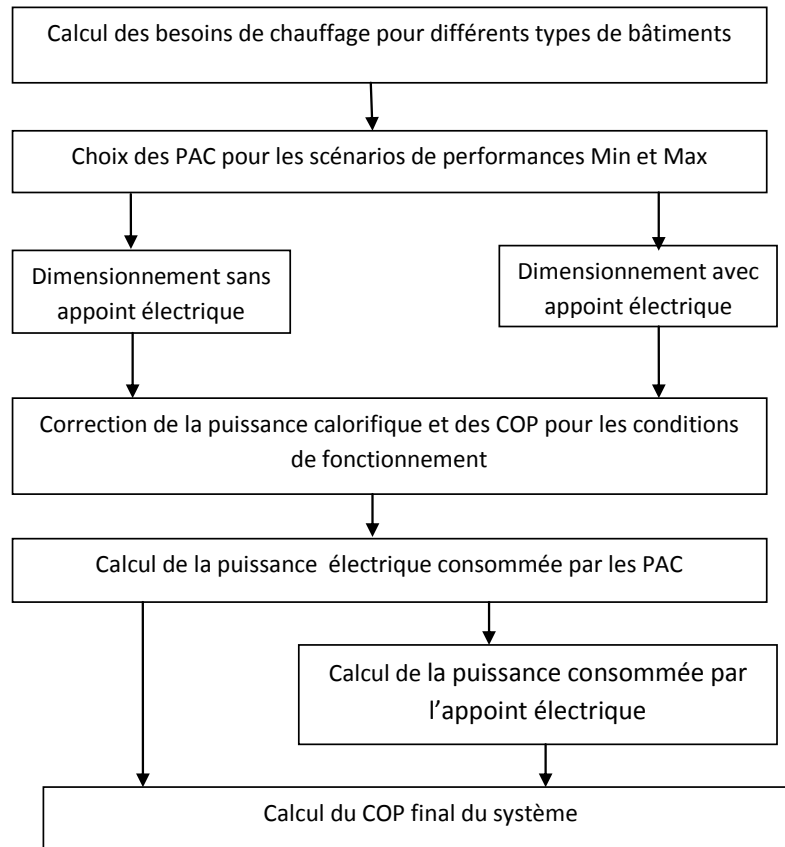 Calcul des besoins de chauffage pour différents types de bâtiments
Choix des PAC pour les scénarios de performances Min et Max
Dimensionnement sans
appoint électrique
Dimensionnement avec
appoint électrique
Correction de la puissance calorifique et des COP pour les conditions
de fonctionnement
Calcul de la puissance électrique consommée par les PAC
Calcul de la puissance consommée par
l’appoint électrique
Calcul du COP final du système